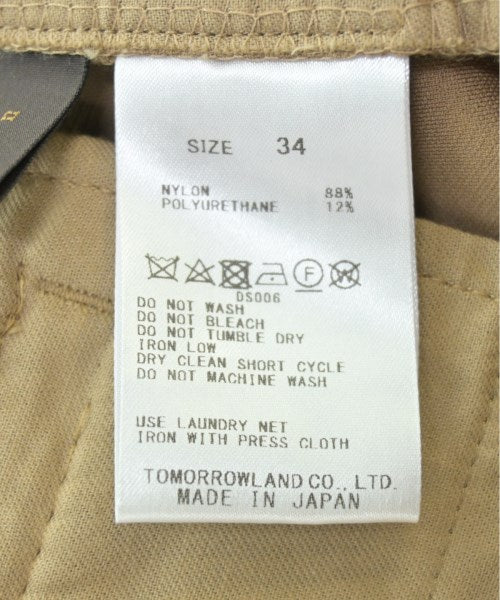 SIZE 34
NYLON 88%
POLYURETHANE 12%
F W
DS006
DO NOT WASH
DO NOT BLEACH
DO NOT TUMBLE DRY
IRON LOW
DRY CLEAN SHORT CYCLE
DO NOT MACHINE WASH
USE LAUNDRY NET
IRON WITH PRESS CLOTH
TOMORROWLAND CO., LTD.
MADE IN JAPAN